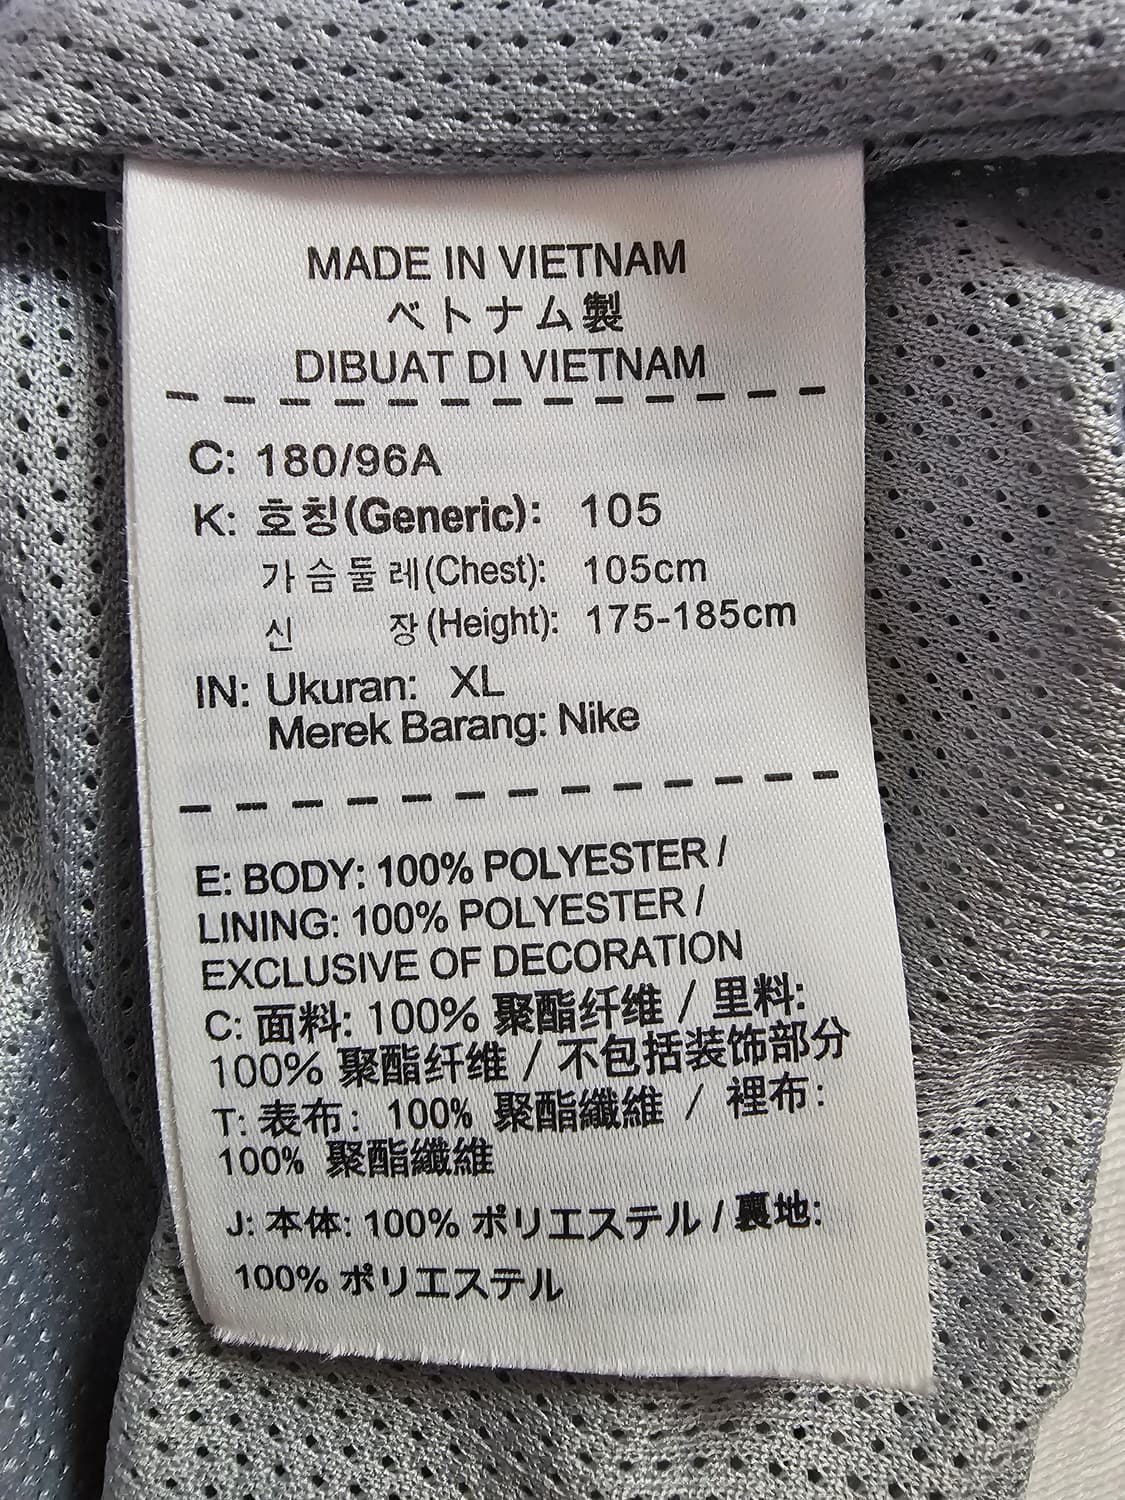 MADE IN VIETNAM
ベトナム製
DIBUAT DI VIETNAM
C: 180/96A
K: 호칭(Generic): 105
가슴둘레(Chest): 105cm
신 장(Height): 175-185cm
IN: Ukuran: XL
Merek Barang: Nike
E: BODY: 100% POLYESTER /
LINING: 100% POLYESTER /
EXCLUSIVE OF DECORATION
C: 面料: 100% 聚酯纤维 / 里料:
100% 聚酯纤维 / 不包括装饰部分
T: 表布: 100% 聚酯纖維 / 裡布:
100% 聚酯纖維
J: 本体: 100% ポリエステル / 裏地:
100% ポリエステル